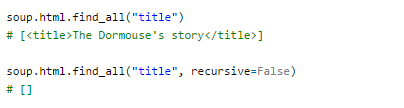 soup.html.find_all("title")
# [<title>The Dormouse's story</title>]
soup.html.find_all("title", recursive=False)
# []